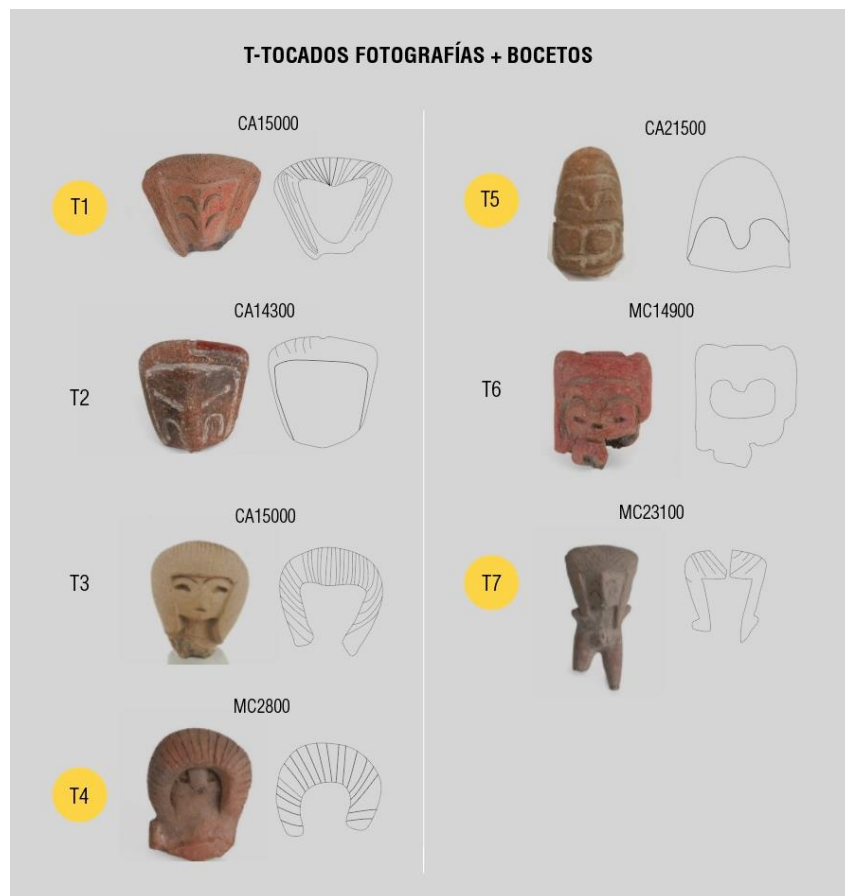 T-TOCADOS FOTOGRAFÍAS + BOCETOS
CA15000
T1
CA14300
T2
CA15000
T3
MC2800
T4
CA21500
T5
MC14900
T6
MC23100
T7